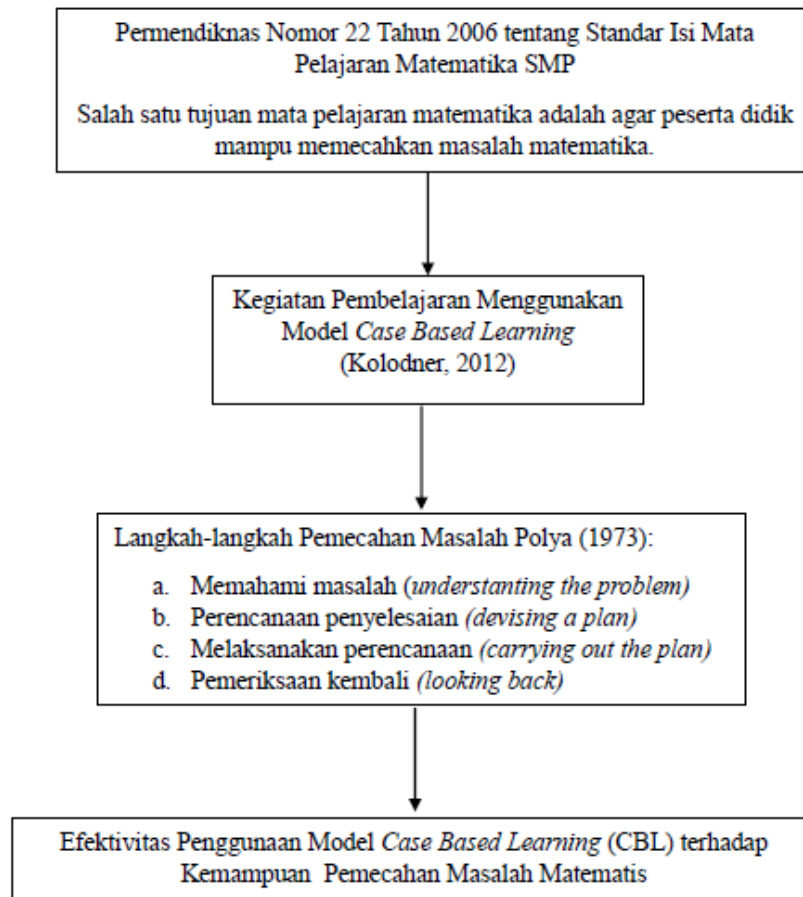 Permendiknas Nomor 22 Tahun 2006 tentang Standar Isi Mata
Pelajaran Matematika SMP
Salah satu tujuan mata pelajaran matematika adalah agar peserta didik
mampu memecahkan masalah matematika.
Kegiatan Pembelajaran Menggunakan
Model Case Based Learning
(Kolodner, 2012)
Langkah-langkah Pemecahan Masalah Polya (1973):
a. Memahami masalah (understanting the problem)
b. Perencanaan penyelesaian (devising a plan)
c. Melaksanakan perencanaan (carrying out the plan)
d. Pemeriksaan kembali (looking back)
Efektivitas Penggunaan Model Case Based Learning (CBL) terhadap
Kemampuan Pemecahan Masalah Matematis